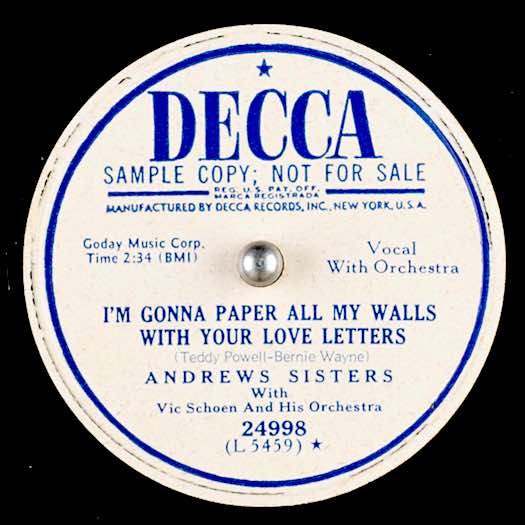 ★
DECCA
SAMPLE COPY; NOT FOR SALE
REG. U.S. PAT. OFF.
MARCA REGISTRADA
MANUFACTURED BY DECCA RECORDS, INC., NEW YORK, U.S.A.
Goday Music Corp.
Time 2:34 (BMI)
Vocal
With Orchestra
I'M GONNA PAPER ALL MY WALLS
WITH YOUR LOVE LETTERS
(Teddy Powell-Bernie Wayne)
ANDREWS SISTERS
With
Vic Schoen And His Orchestra
24998
(L 5459) ★